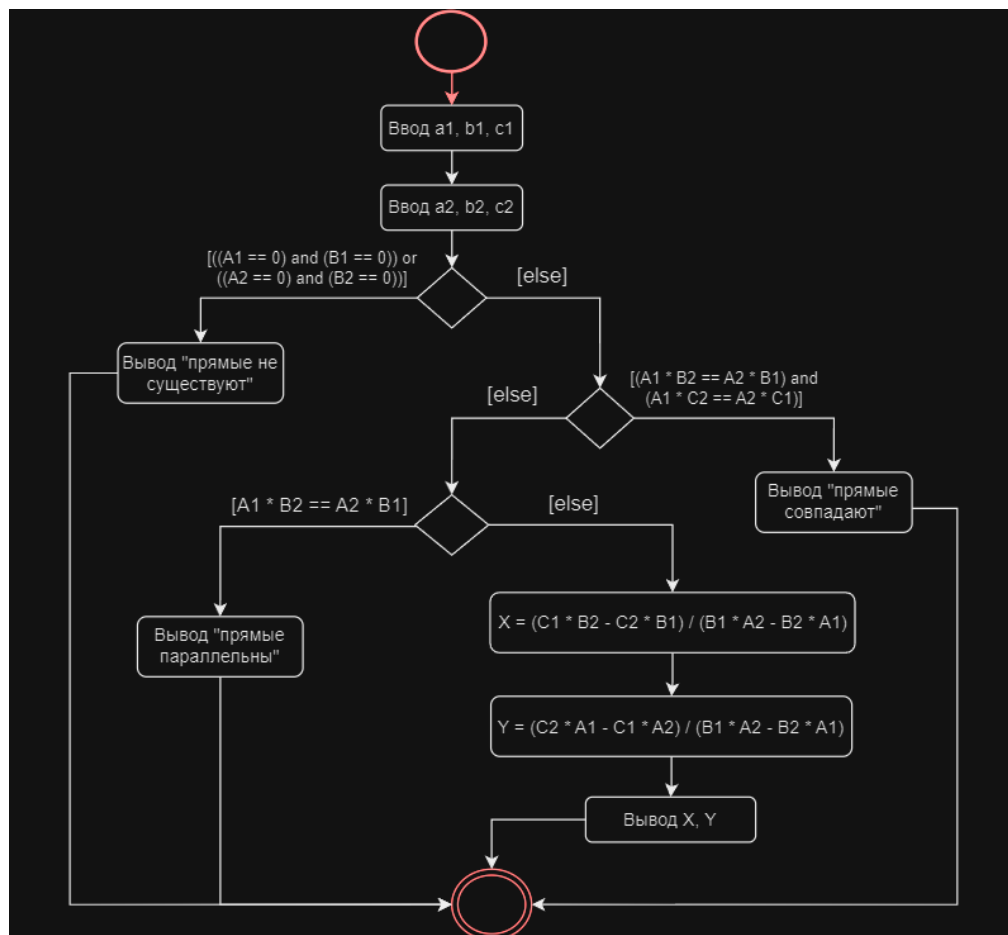 Ввод a1, b1, c1
Ввод a2, b2, c2
[((A1 == 0) and (B1 == 0)) or
((A2 == 0) and (B2 == 0))]
[else]
Вывод "прямые не
существуют"
[(A1 * B2 == A2 * B1) and
(A1 * C2 == A2 * C1)]
[else]
Вывод "прямые
совпадают"
[A1 * B2 == A2 * B1]
[else]
Вывод "прямые
параллельны"
X = (C1 * B2 - C2 * B1) / (B1 * A2 - B2 * A1)
Y = (C2 * A1 - C1 * A2) / (B1 * A2 - B2 * A1)
Вывод X, Y